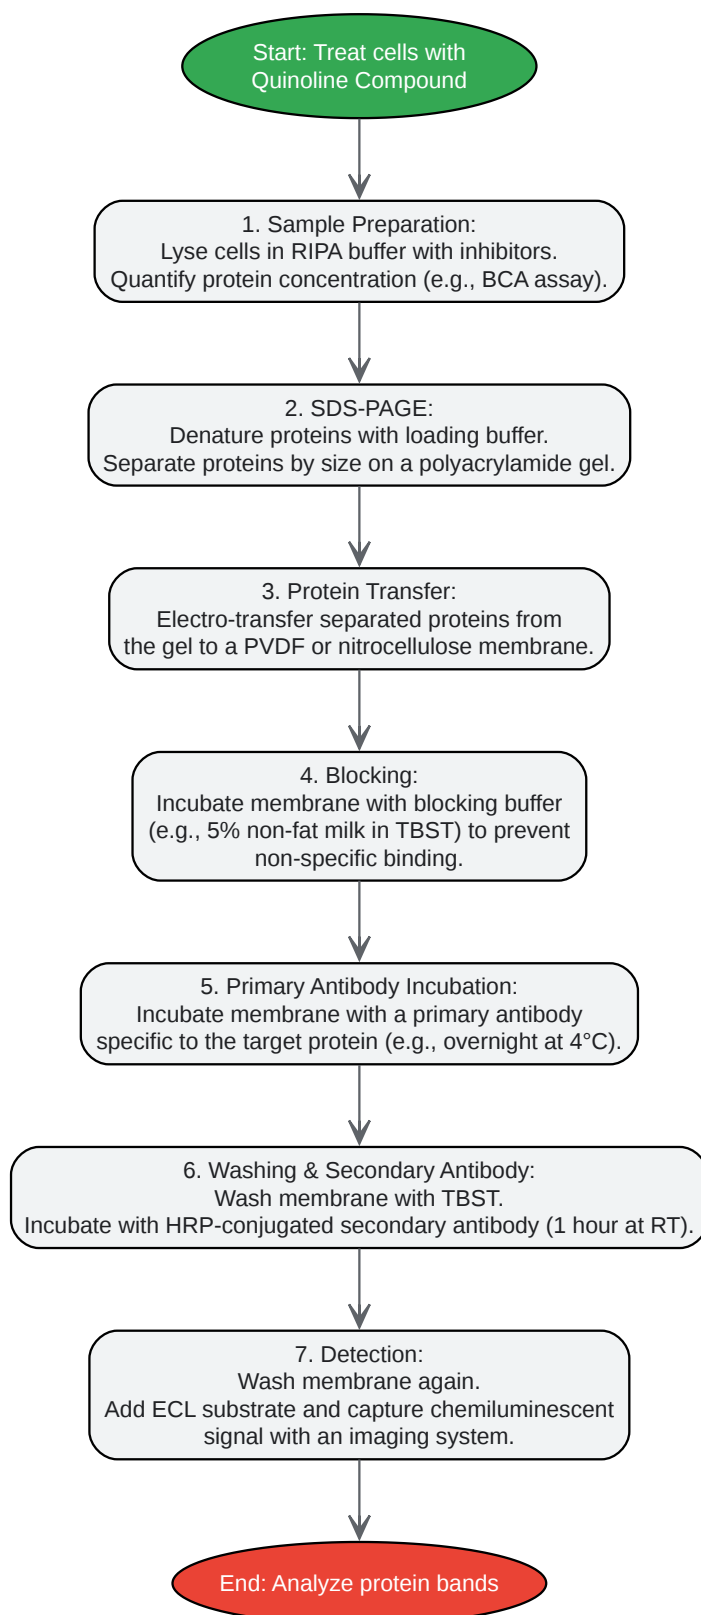 Start: Treat cells with
Quinoline Compound
1. Sample Preparation:
Lyse cells in RIPA buffer with inhibitors.
Quantify protein concentration (e.g., BCA assay).
2. SDS-PAGE:
Denature proteins with loading buffer.
Separate proteins by size on a polyacrylamide gel.
3. Protein Transfer:
Electro-transfer separated proteins from
the gel to a PVDF or nitrocellulose membrane.
4. Blocking:
Incubate membrane with blocking buffer
(e.g., 5% non-fat milk in TBST) to prevent
non-specific binding.
5. Primary Antibody Incubation:
Incubate membrane with a primary antibody
specific to the target protein (e.g., overnight at 4°C).
6. Washing & Secondary Antibody:
Wash membrane with TBST.
Incubate with HRP-conjugated secondary antibody (1 hour at RT).
7. Detection:
Wash membrane again.
Add ECL substrate and capture chemiluminescent
signal with an imaging system.
End: Analyze protein bands